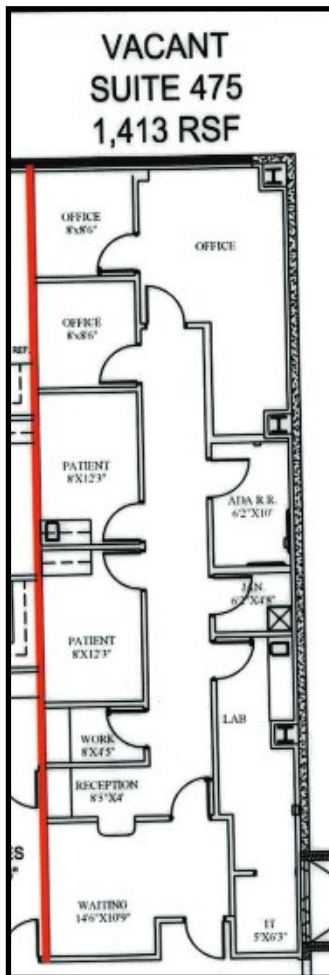 VACANT
SUITE 475
1,413 RSF
OFFICE
8'x8'6"
OFFICE
OFFICE
8'x8'6"
REF.
PATIENT
8'X12'3"
ADA R.R.
6'2"X10'
JAN.
6'2"X4'8"
PATIENT
8'X12'3"
LAB
WORK
8'X4'5"
RECEPTION
8'5"X4'
ES
WAITING
14'6"X10'9"
IT
5'X6'3"